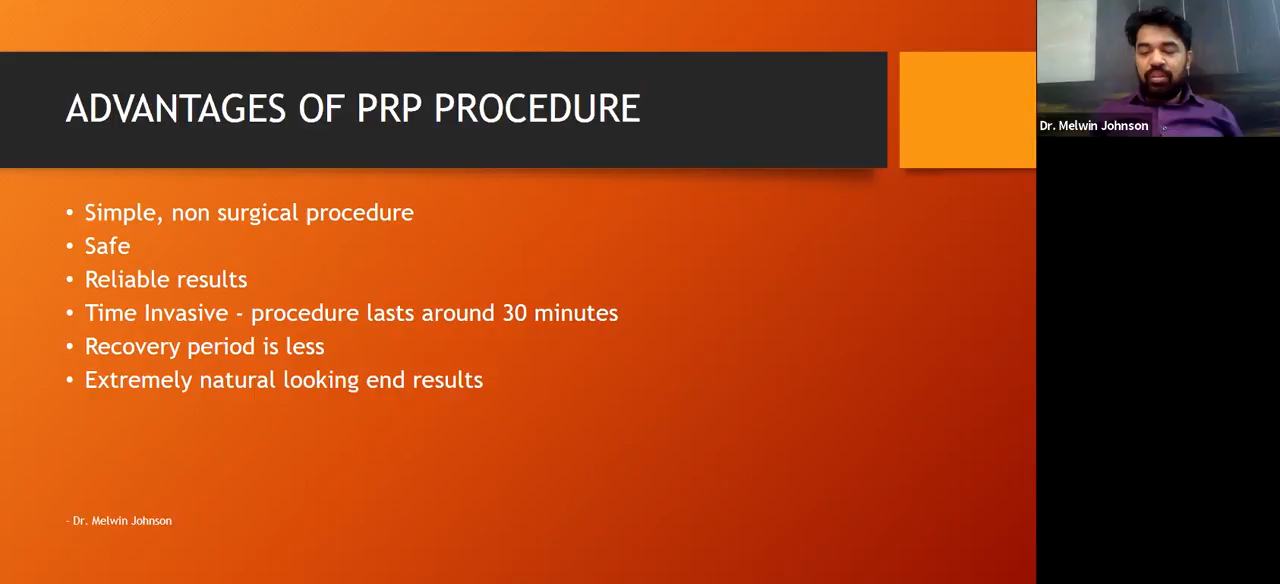 ADVANTAGES OF PRP PROCEDURE
• Simple, non surgical procedure
• Safe
• Reliable results
• Time Invasive - procedure lasts around 30 minutes
• Recovery period is less
• Extremely natural looking end results
- Dr. Melwin Johnson
Dr. Melwin Johnson